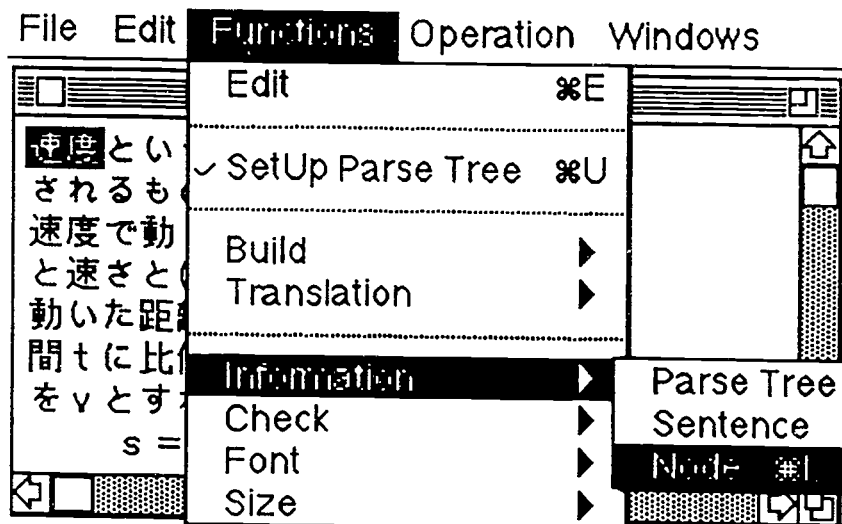 File Edit Functions Operation Windows
Edit ⌘E
✓ SetUp Parse Tree ⌘U
Build ▶
Translation ▶
Information ▶
Check ▶
Font ▶
Size ▶
Parse Tree
Sentence
Node
速度とい
されるも
速度で動
と速さと
動いた距
間tに比
をvとす
s =